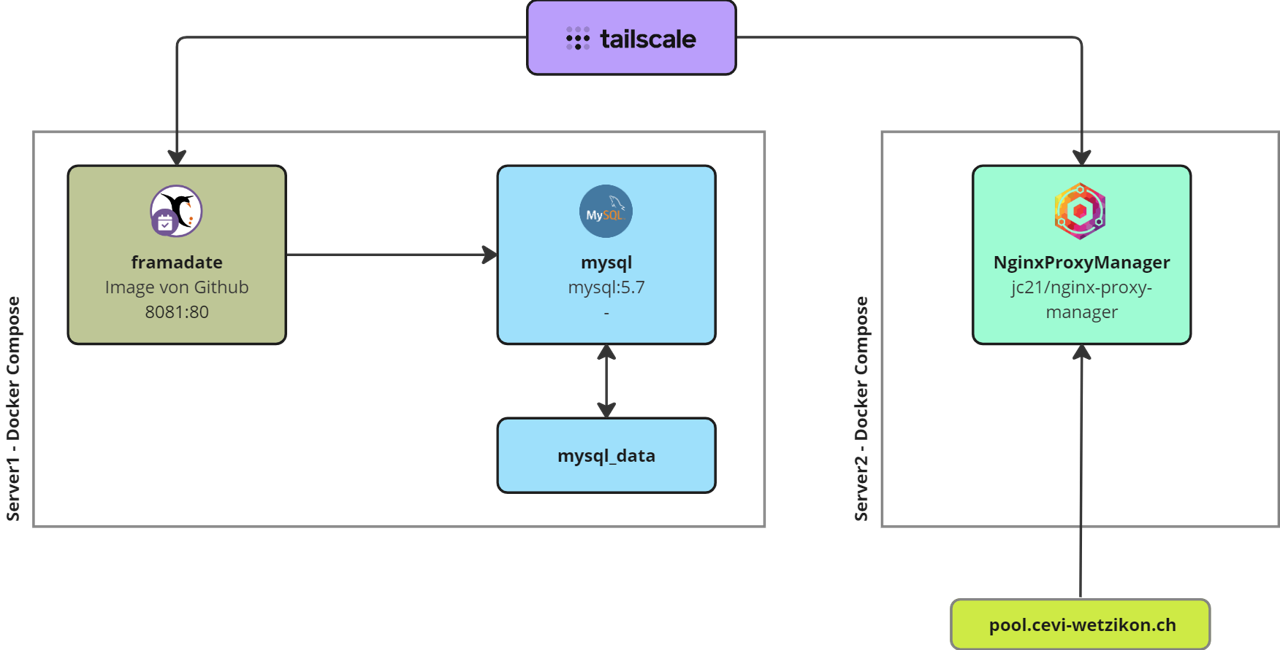 tailscale
Server1 - Docker Compose
framadate
Image von Github
8081:80
MySQL
mysql
mysql:5.7
-
mysql_data
Server2 - Docker Compose
NginxProxyManager
jc21/nginx-proxy-
manager
pool.cevi-wetzikon.ch